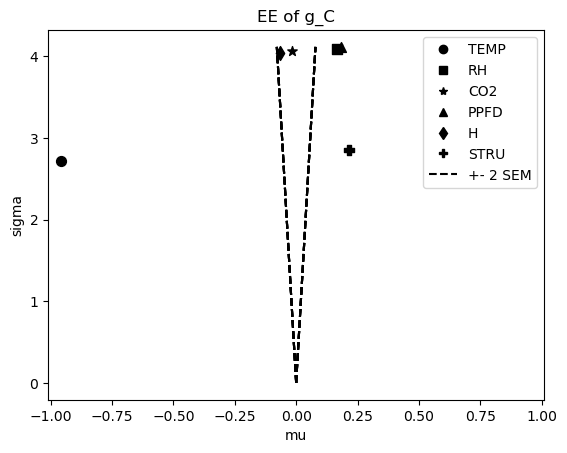 EE of g_C
TEMP
RH
CO2
PPFD
H
STRU
+- 2 SEM
sigma
4
3
2
1
0
−1.00 −0.75 −0.50 −0.25 0.00 0.25 0.50 0.75 1.00
mu